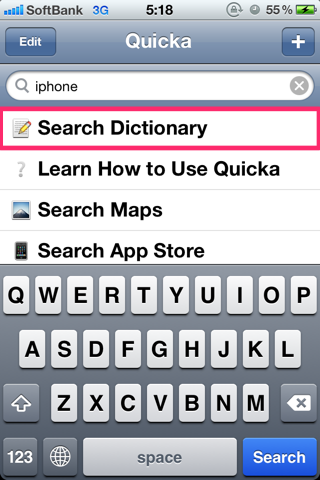 SoftBank 3G 5:18 55%
Edit Quicka +
iphone
Search Dictionary
? Learn How to Use Quicka
Search Maps
Search App Store
Q W E R T Y U I O P
A S D F G H J K L
Z X C V B N M
123 space Search